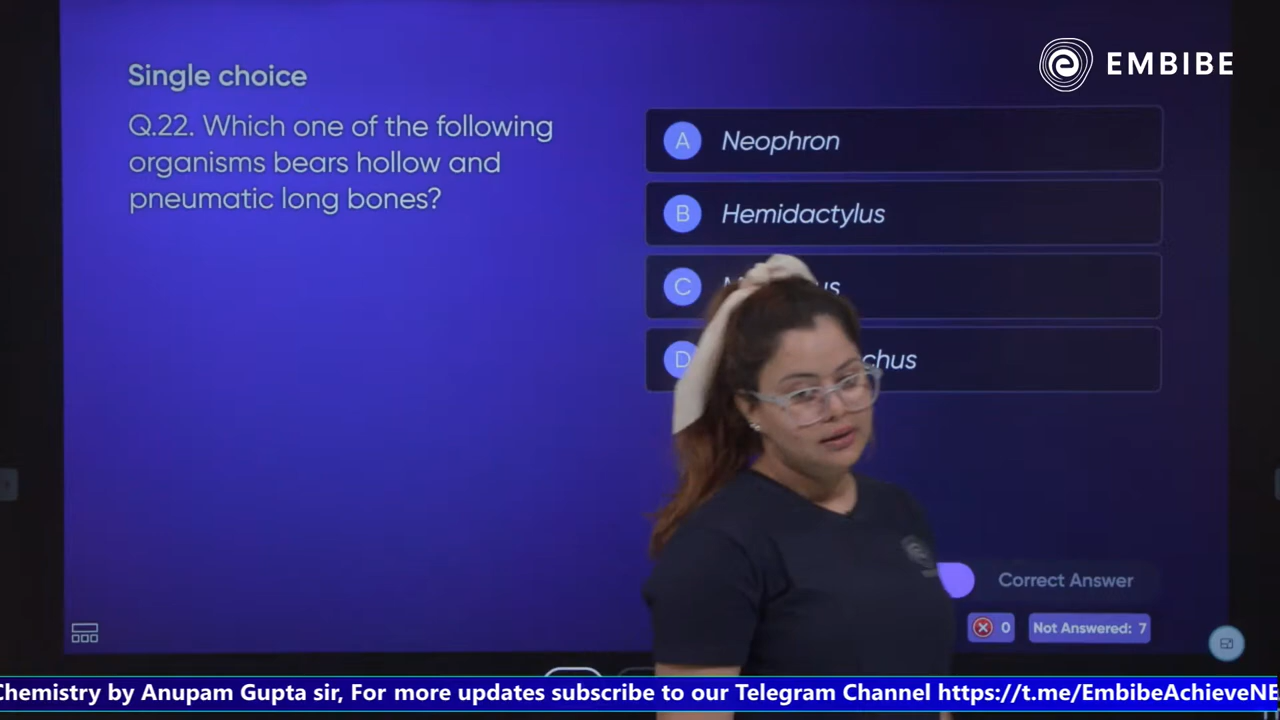 EMBIBE
Single choice
Q.22. Which one of the following
organisms bears hollow and
pneumatic long bones?
A Neophron
B Hemidactylus
C
D
Correct Answer
0
Not Answered: 7
Chemistry by Anupam Gupta sir, For more updates subscribe to our Telegram Channel https://t.me/EmbibeAchieveNE